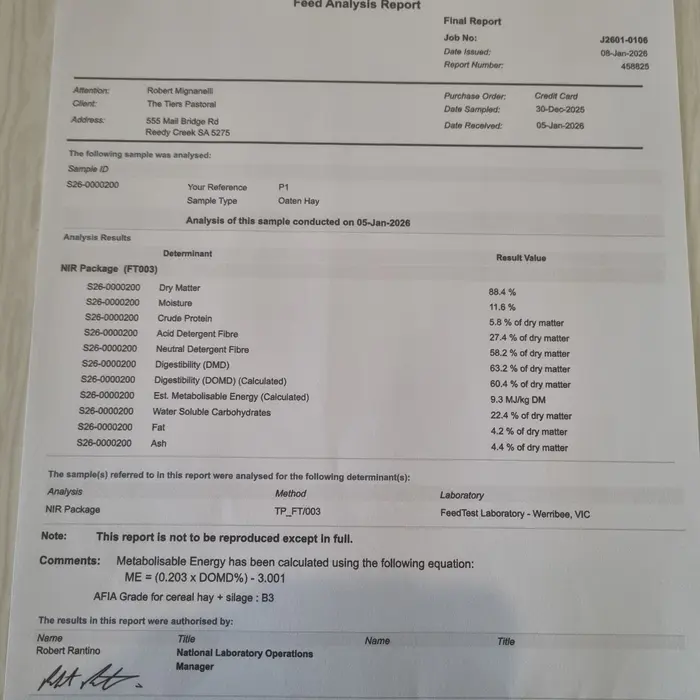 Feed Analysis Report
Final Report
Job No: J2601-0106
Date Issued: 08-Jan-2026
Report Number: 458825
Attention: Robert Mignanelli
Client: The Tiers Pastoral
Address: 555 Mail Bridge Rd
Reedy Creek SA 5275
Purchase Order: Credit Card
Date Sampled: 30-Dec-2025
Date Received: 05-Jan-2026
The following sample was analysed:
Sample ID
S26-0000200 Your Reference P1
Sample Type Oaten Hay
Analysis of this sample conducted on 05-Jan-2026
Analysis Results
Determinant Result Value
NIR Package (FT003)
S26-0000200 Dry Matter 88.4 %
S26-0000200 Moisture 11.6 %
S26-0000200 Crude Protein 5.8 % of dry matter
S26-0000200 Acid Detergent Fibre 27.4 % of dry matter
S26-0000200 Neutral Detergent Fibre 58.2 % of dry matter
S26-0000200 Digestibility (DMD) 63.2 % of dry matter
S26-0000200 Digestibility (DOMD) (Calculated) 60.4 % of dry matter
S26-0000200 Est. Metabolisable Energy (Calculated) 9.3 MJ/kg DM
S26-0000200 Water Soluble Carbohydrates 22.4 % of dry matter
S26-0000200 Fat 4.2 % of dry matter
S26-0000200 Ash 4.4 % of dry matter
The sample(s) referred to in this report were analysed for the following determinant(s):
Analysis Method Laboratory
NIR Package TP_FT/003 FeedTest Laboratory - Werribee, VIC
Note: This report is not to be reproduced except in full.
Comments: Metabolisable Energy has been calculated using the following equation:
ME = (0.203 x DOMD%) - 3.001
AFIA Grade for cereal hay + silage : B3
The results in this report were authorised by:
Name Title Name Title
Robert Rantino National Laboratory Operations
Manager